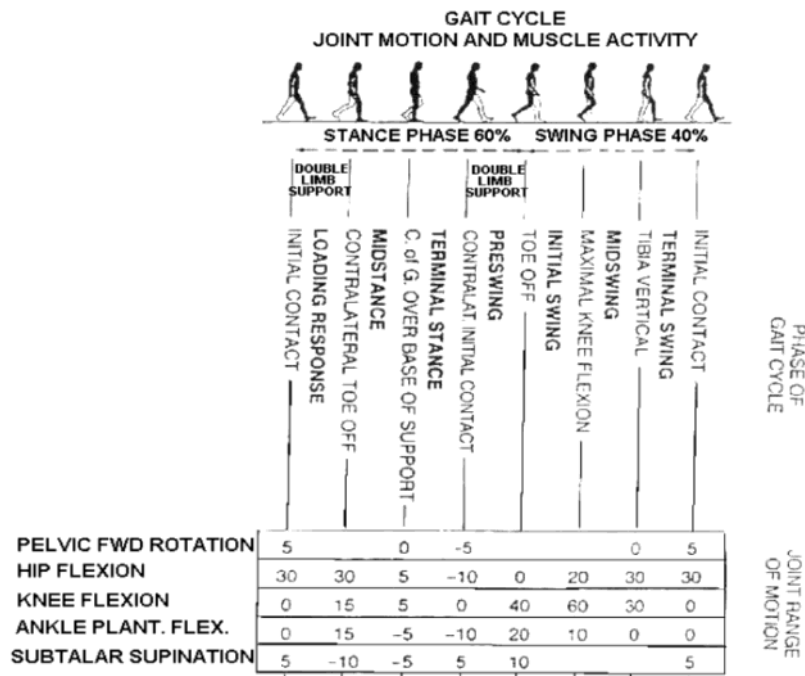 GAIT CYCLE
JOINT MOTION AND MUSCLE ACTIVITY
STANCE PHASE 60% SWING PHASE 40%
DOUBLE LIMB SUPPORT
DOUBLE LIMB SUPPORT
INITIAL CONTACT
LOADING RESPONSE
CONTRALATERAL TOE OFF
MIDSTANCE
C. of G. OVER BASE OF SUPPORT
TERMINAL STANCE
CONTRALAT. INITIAL CONTACT
PRESWING
TOE OFF
INITIAL SWING
MAXIMAL KNEE FLEXION
MIDSWING
TIBIA VERTICAL
TERMINAL SWING
INITIAL CONTACT
PHASE OF
GAIT CYCLE
PELVIC FWD ROTATION 5 0 -5 0 5
HIP FLEXION 30 30 5 -10 0 20 30 30
KNEE FLEXION 0 15 5 0 40 60 30 0
ANKLE PLANT. FLEX. 0 15 -5 -10 20 10 0 0
SUBTALAR SUPINATION 5 -10 -5 5 10 5
JOINT RANGE
OF MOTION